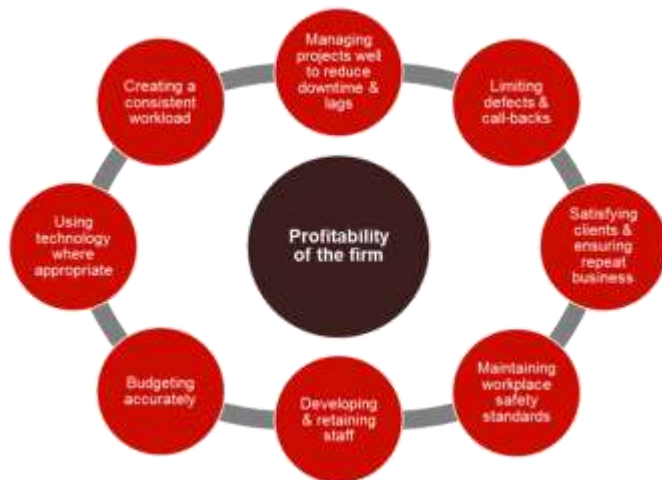 Managing
projects well
to reduce
downtime &
lags
Limiting
defects &
call-backs
Satisfying
clients &
ensuring
repeat
business
Maintaining
workplace
safety
standards
Developing
& retaining
staff
Budgeting
accurately
Using
technology
where
appropriate
Creating a
consistent
workload
Profitability
of the firm